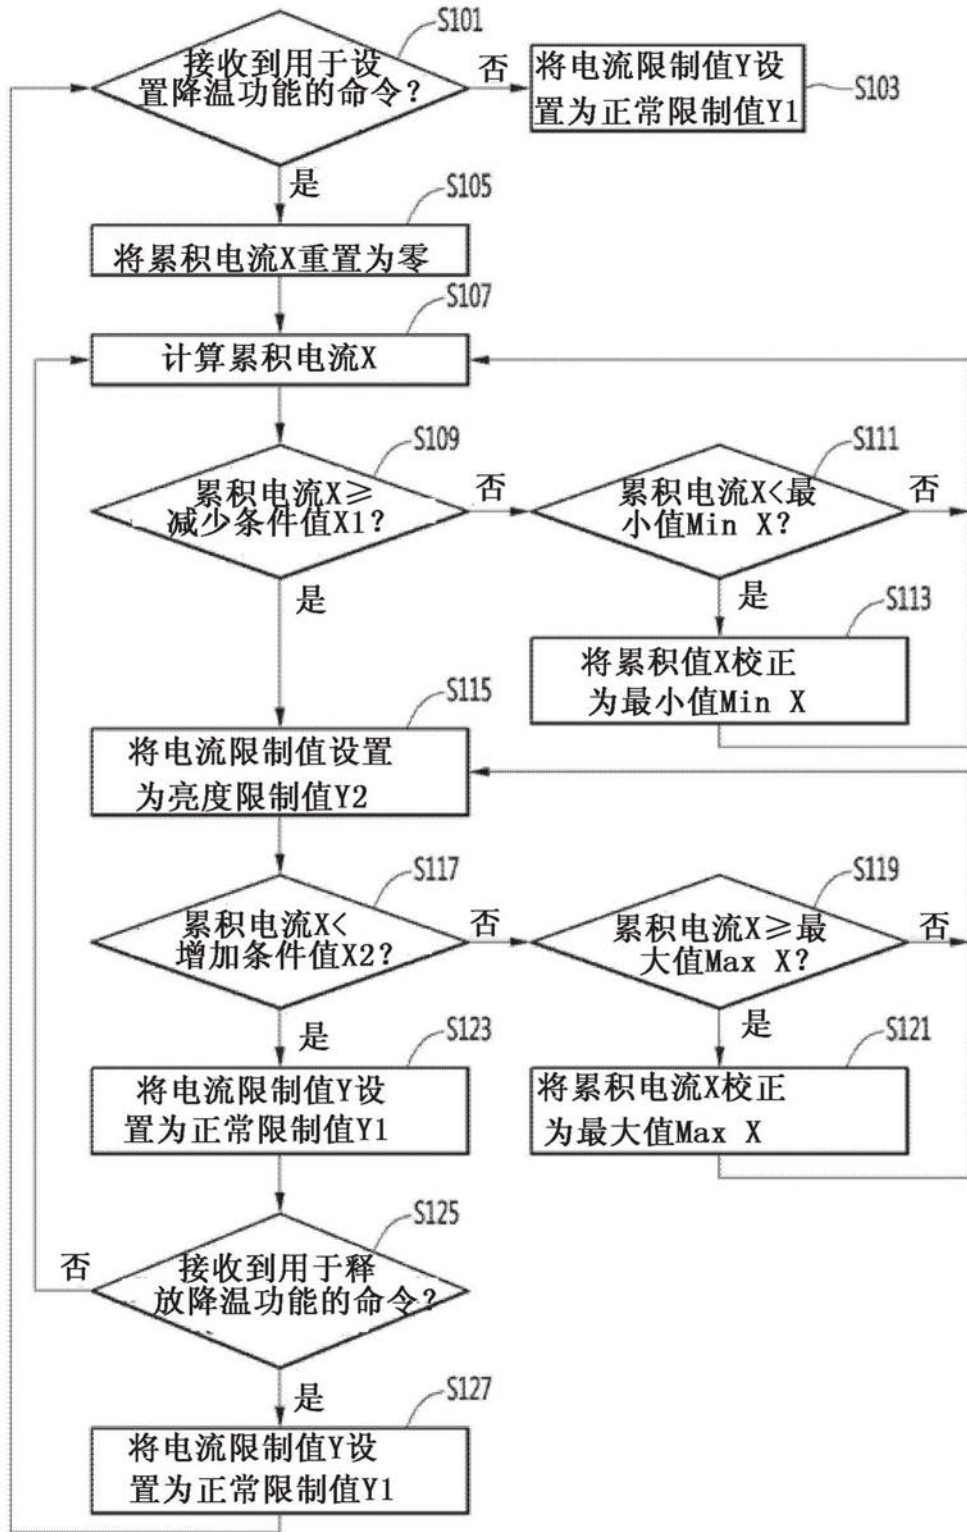 S101
接收到用于设
置降温功能的命令?
否
将电流限制值Y设
置为正常限制值Y1
S103
是
S105
将累积电流X重置为零
S107
计算累积电流X
S109
累积电流X≥
减少条件值X1?
否
S111
累积电流X<最
小值Min X?
否
是
是
S113
将累积值X校正
为最小值Min X
S115
将电流限制值设置
为亮度限制值Y2
S117
累积电流X<
增加条件值X2?
否
S119
累积电流X≥最
大值Max X?
否
是
是
S121
将累积电流X校正
为最大值Max X
S123
将电流限制值Y设
置为正常限制值Y1
S125
否
接收到用于释
放降温功能的命令?
是
S127
将电流限制值Y设
置为正常限制值Y1